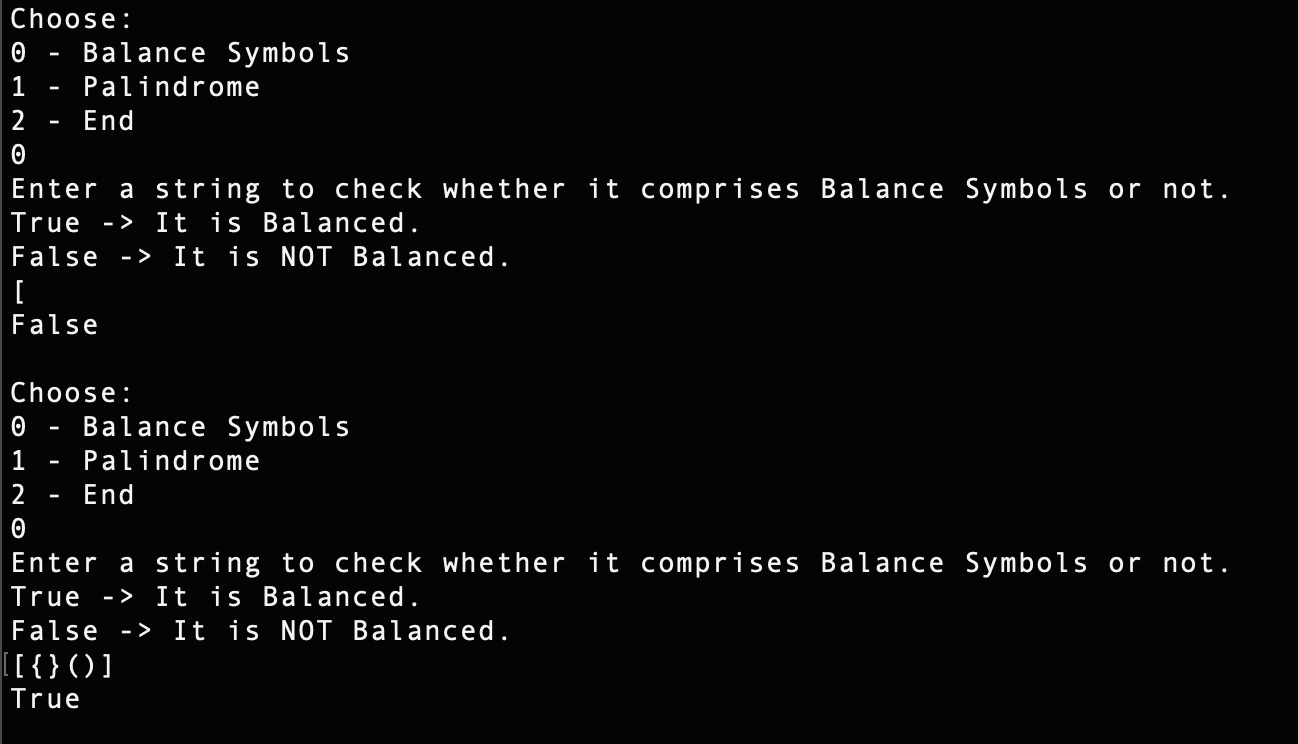 Choose:
0 - Balance Symbols
1 - Palindrome
2 - End
0
Enter a string to check whether it comprises Balance Symbols or not.
True -> It is Balanced.
False -> It is NOT Balanced.
[
False

Choose:
0 - Balance Symbols
1 - Palindrome
2 - End
0
Enter a string to check whether it comprises Balance Symbols or not.
True -> It is Balanced.
False -> It is NOT Balanced.
[{}()]
True